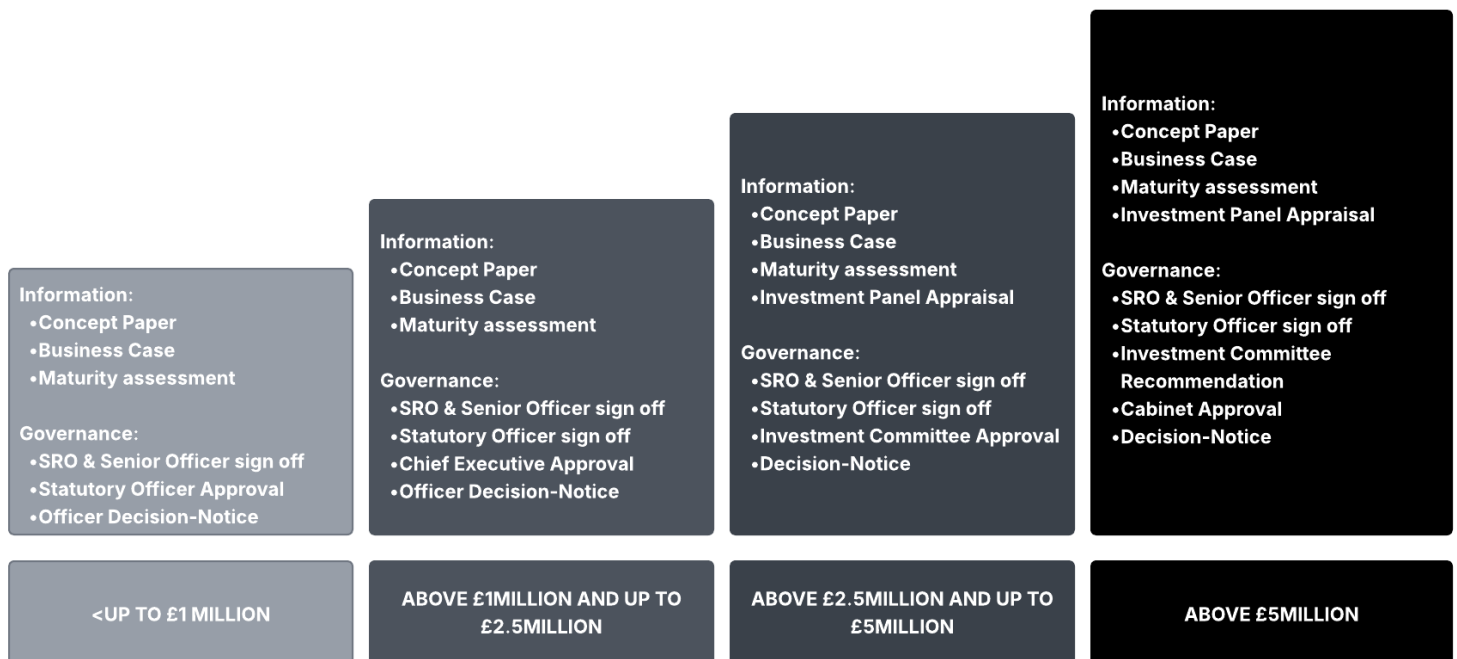 Information:
•Concept Paper
•Business Case
•Maturity assessment
Governance:
•SRO & Senior Officer sign off
•Statutory Officer Approval
•Officer Decision-Notice
<UP TO £1 MILLION
Information:
•Concept Paper
•Business Case
•Maturity assessment
Governance:
•SRO & Senior Officer sign off
•Statutory Officer sign off
•Chief Executive Approval
•Officer Decision-Notice
ABOVE £1MILLION AND UP TO
£2.5MILLION
Information:
•Concept Paper
•Business Case
•Maturity assessment
•Investment Panel Appraisal
Governance:
•SRO & Senior Officer sign off
•Statutory Officer sign off
•Investment Committee Approval
•Decision-Notice
ABOVE £2.5MILLION AND UP TO
£5MILLION
Information:
•Concept Paper
•Business Case
•Maturity assessment
•Investment Panel Appraisal
Governance:
•SRO & Senior Officer sign off
•Statutory Officer sign off
•Investment Committee
Recommendation
•Cabinet Approval
•Decision-Notice
ABOVE £5MILLION